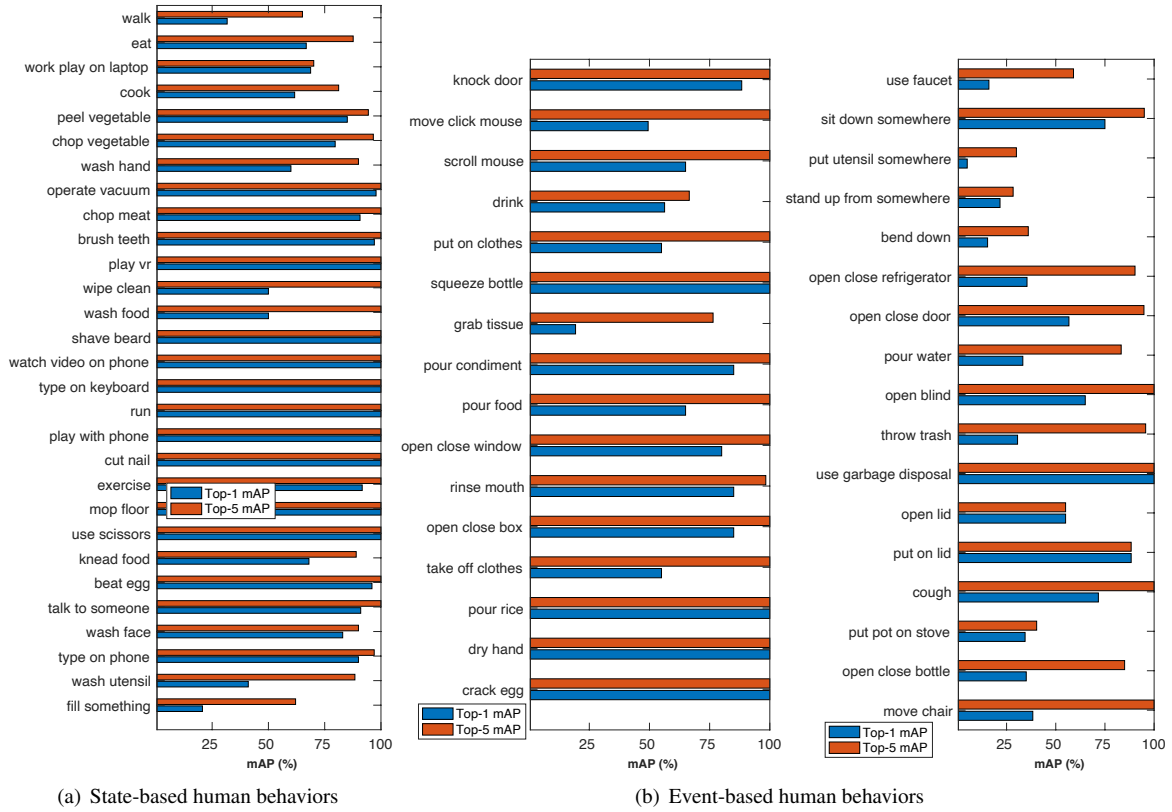 walk
eat
work play on laptop
cook
peel vegetable
chop vegetable
wash hand
operate vacuum
chop meat
brush teeth
play vr
wipe clean
wash food
shave beard
watch video on phone
type on keyboard
run
play with phone
cut nail
exercise
mop floor
use scissors
knead food
beat egg
talk to someone
wash face
type on phone
wash utensil
fill something
Top-1 mAP
Top-5 mAP
25 50 75 100
mAP (%)
(a) State-based human behaviors
knock door
move click mouse
scroll mouse
drink
put on clothes
squeeze bottle
grab tissue
pour condiment
pour food
open close window
rinse mouth
open close box
take off clothes
pour rice
dry hand
crack egg
Top-1 mAP
Top-5 mAP
25 50 75 100
mAP (%)
use faucet
sit down somewhere
put utensil somewhere
stand up from somewhere
bend down
open close refrigerator
open close door
pour water
open blind
throw trash
use garbage disposal
open lid
put on lid
cough
put pot on stove
open close bottle
move chair
Top-1 mAP
Top-5 mAP
25 50 75 100
mAP (%)
(b) Event-based human behaviors